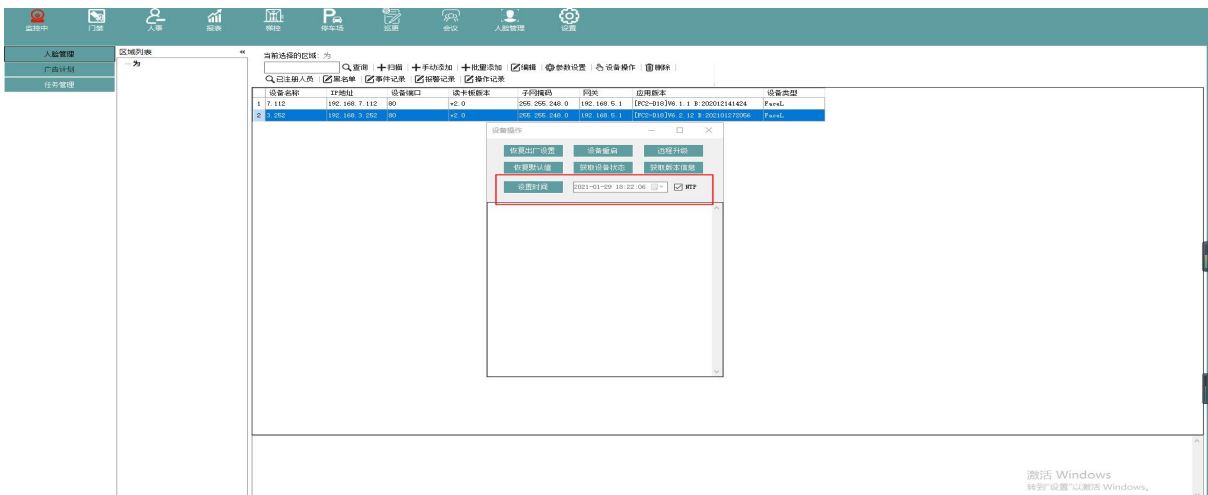 监控中 门禁 人事 报表 梯控 停车场 巡更 会议 人脸管理 设置
人脸管理
广告计划
任务管理
区域列表 «
为
当前选择的区域: 为
查询 扫描 手动添加 批量添加 编辑 参数设置 设备操作 删除
已注册人员 黑名单 事件记录 报警记录 操作记录
设备名称 IP地址 设备端口 读卡板版本 子网掩码 网关 应用版本 设备类型
1 7.112 192.168.7.112 80 v2.0 255.255.248.0 192.168.5.1 [FC2-B18]V6.1.1 B:202012141424 FaceL
2 3.252 192.168.3.252 80 v2.0 255.255.248.0 192.168.5.1 [FC2-B18]V6.2.12 B:202101272056 FaceL
设备操作
恢复出厂设置 设备重启 远程升级
恢复默认值 获取设备状态 获取版本信息
设置时间 2021-01-29 18:22:06 NTP
激活 Windows
转到"设置"以激活 Windows。